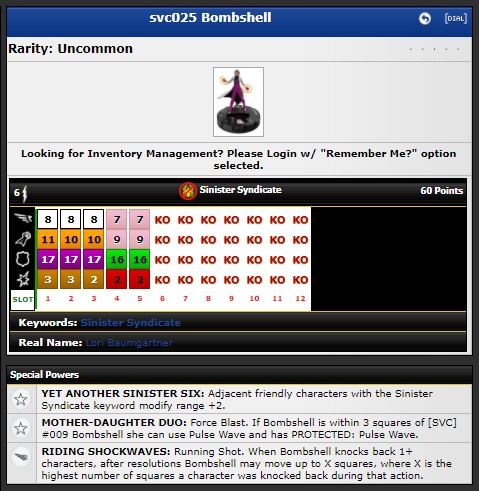 svc025 Bombshell
[DIAL]
Rarity: Uncommon
. . . . .
Looking for Inventory Management? Please Login w/ "Remember Me?" option
selected.
6 Sinister Syndicate 60 Points
8 8 8 7 7 KO KO KO KO KO KO KO
11 10 10 9 9 KO KO KO KO KO KO KO
17 17 17 16 16 KO KO KO KO KO KO KO
3 3 2 2 2 KO KO KO KO KO KO KO
SLOT 1 2 3 4 5 6 7 8 9 10 11 12
Keywords: Sinister Syndicate
Real Name: Lori Baumgartner
Special Powers
YET ANOTHER SINISTER SIX: Adjacent friendly characters with the Sinister
Syndicate keyword modify range +2.
MOTHER-DAUGHTER DUO: Force Blast. If Bombshell is within 3 squares of [SVC]
#009 Bombshell she can use Pulse Wave and has PROTECTED: Pulse Wave.
RIDING SHOCKWAVES: Running Shot. When Bombshell knocks back 1+
characters, after resolutions Bombshell may move up to X squares, where X is the
highest number of squares a character was knocked back during that action.